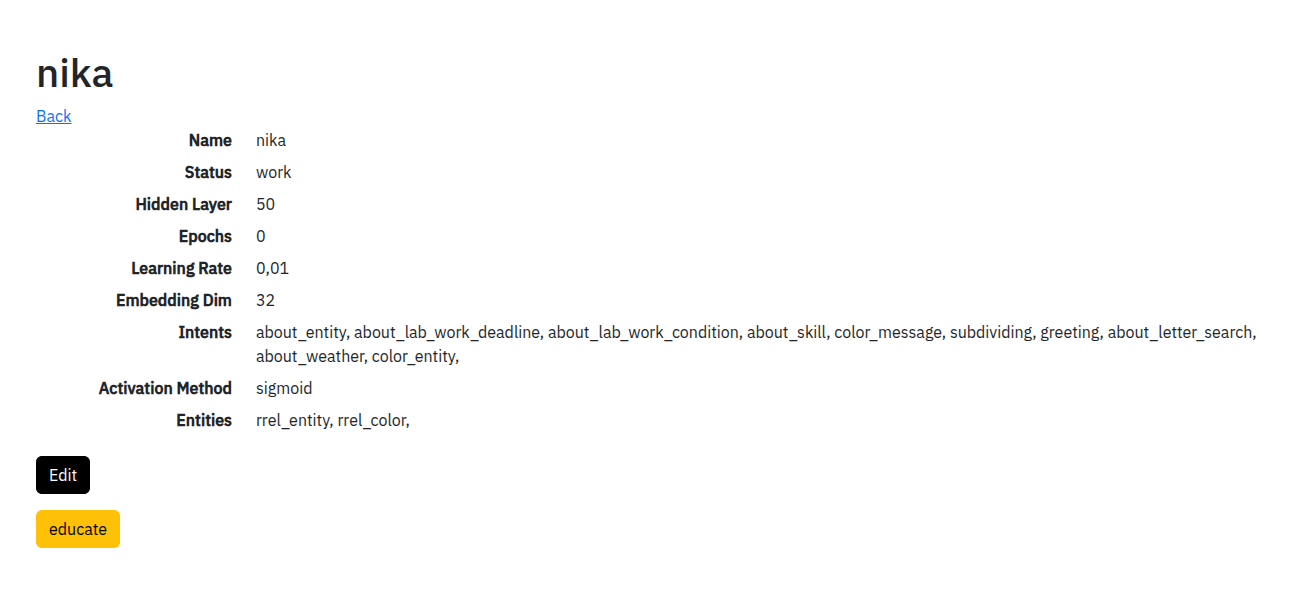 nika
Back
Name nika
Status work
Hidden Layer 50
Epochs 0
Learning Rate 0,01
Embedding Dim 32
Intents about_entity, about_lab_work_deadline, about_lab_work_condition, about_skill, color_message, subdividing, greeting, about_letter_search,
about_weather, color_entity,
Activation Method sigmoid
Entities rrel_entity, rrel_color,
Edit
educate